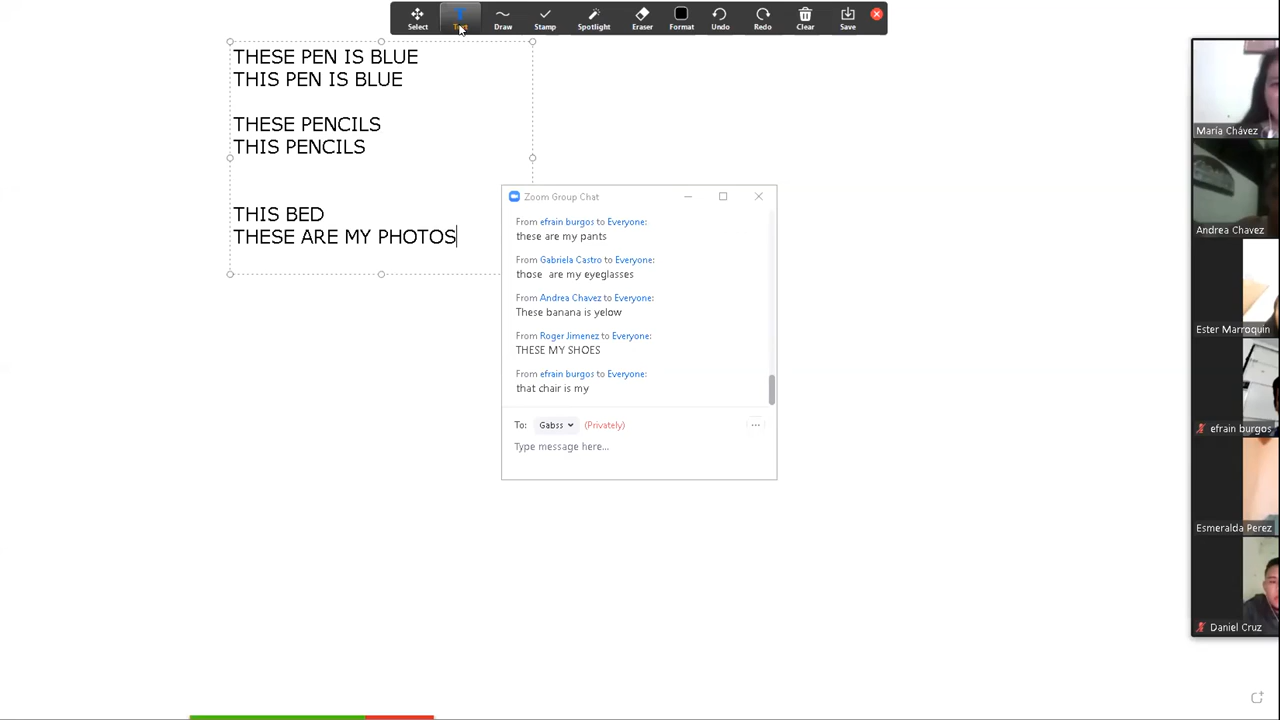 Select
Text
Draw
Stamp
Spotlight
Eraser
Format
Undo
Redo
Clear
Save
THESE PEN IS BLUE
THIS PEN IS BLUE
THESE PENCILS
THIS PENCILS
THIS BED
THESE ARE MY PHOTOS
Zoom Group Chat
From efrain burgos to Everyone:
these are my pants
From Gabriela Castro to Everyone:
those are my eyeglasses
From Andrea Chavez to Everyone:
These banana is yelow
From Roger Jimenez to Everyone:
THESE MY SHOES
From efrain burgos to Everyone:
that chair is my
To: Gabss (Privately)
Type message here...
María Chávez
Andrea Chavez
Ester Marroquin
efrain burgos
Esmeralda Perez
Daniel Cruz